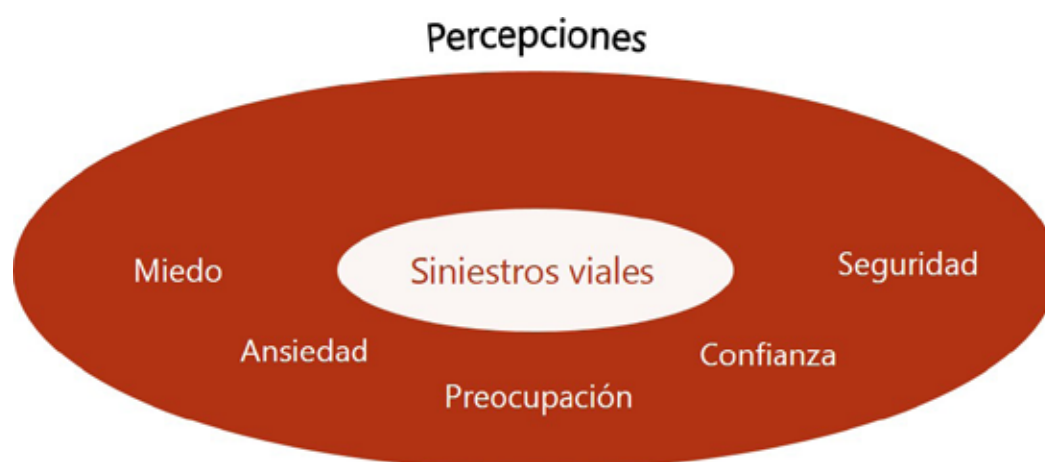 Percepciones
Siniestros viales
Miedo
Ansiedad
Preocupación
Confianza
Seguridad